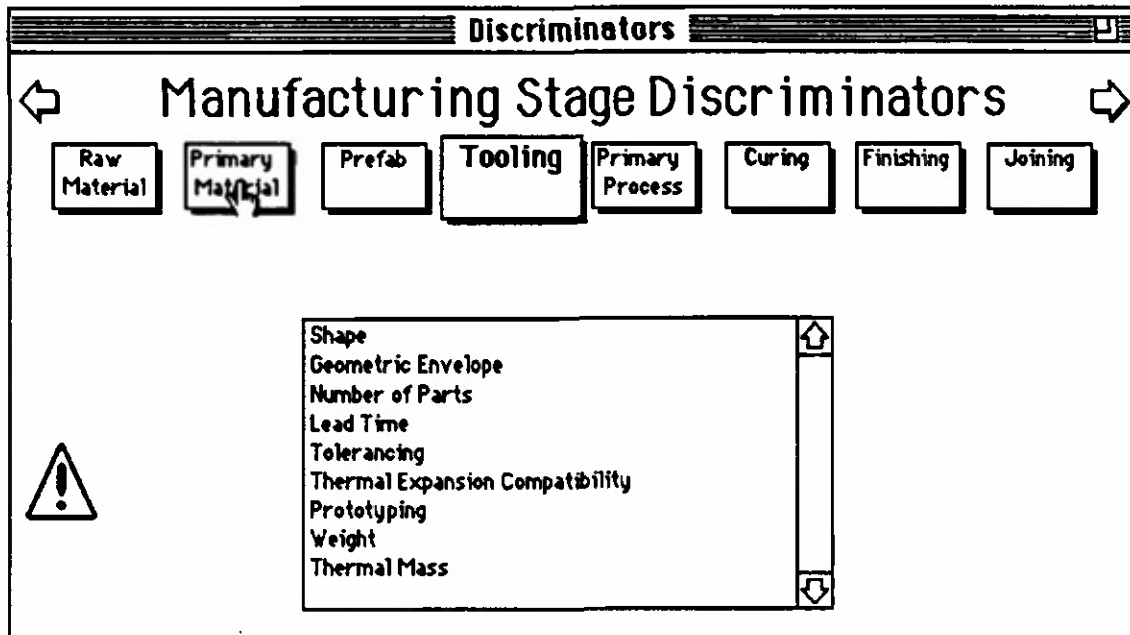 Discriminators
Manufacturing Stage Discriminators
Raw Material
Primary Material
Prefab
Tooling
Primary Process
Curing
Finishing
Joining
Shape
Geometric Envelope
Number of Parts
Lead Time
Tolerancing
Thermal Expansion Compatibility
Prototyping
Weight
Thermal Mass